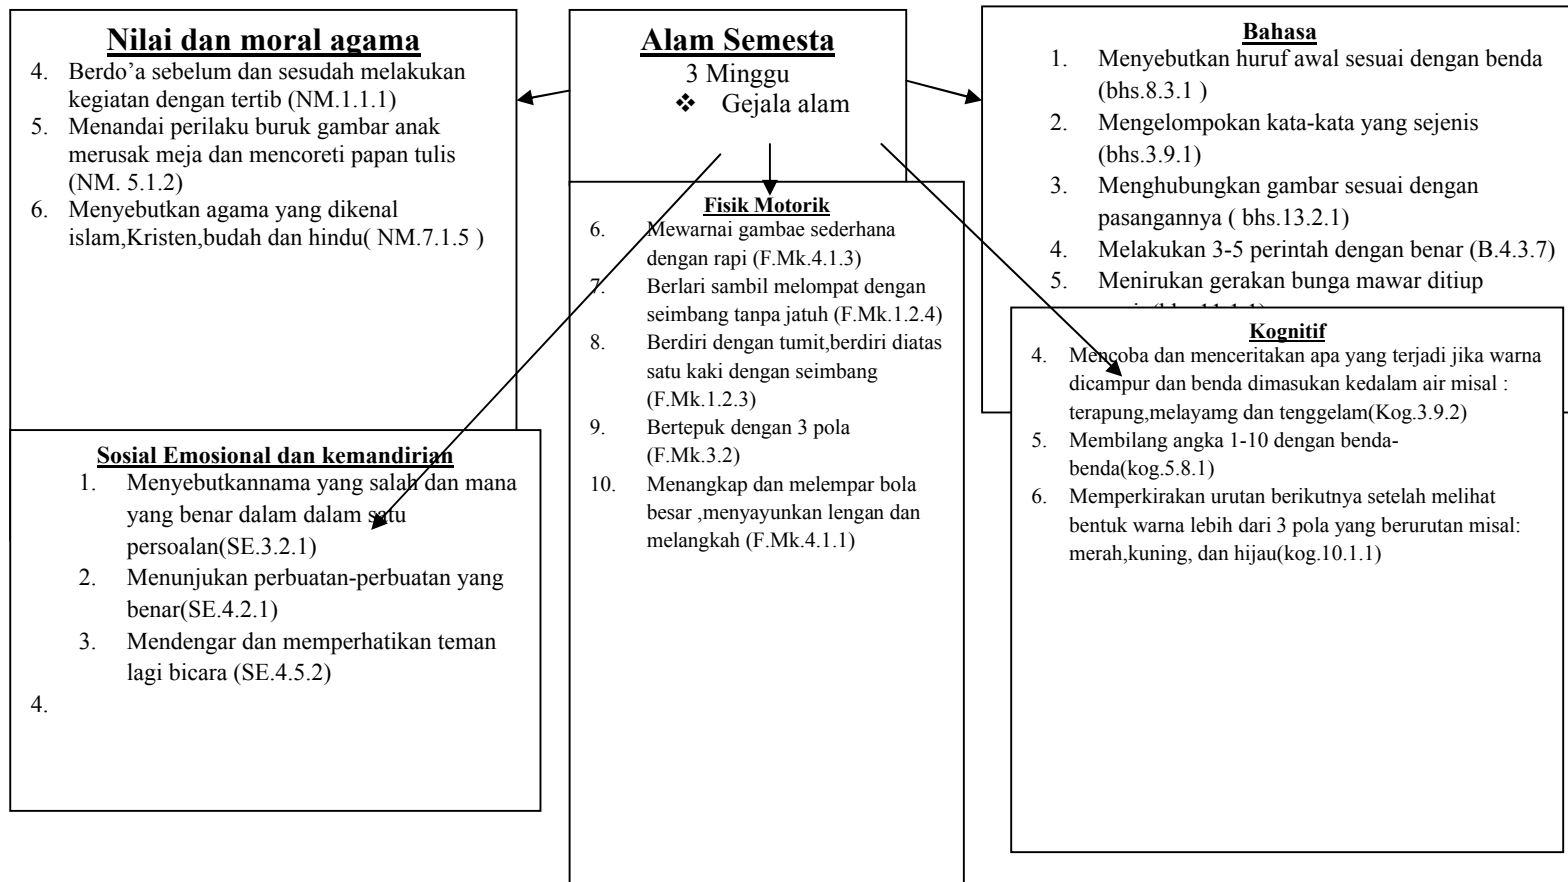 Nilai dan moral agama
4. Berdo’a sebelum dan sesudah melakukan
kegiatan dengan tertib (NM.1.1.1)
5. Menandai perilaku buruk gambar anak
merusak meja dan mencoreti papan tulis
(NM. 5.1.2)
6. Menyebutkan agama yang dikenal
islam,Kristen,budah dan hindu( NM.7.1.5 )
Alam Semesta
3 Minggu
❖ Gejala alam
Bahasa
1. Menyebutkan huruf awal sesuai dengan benda
(bhs.8.3.1 )
2. Mengelompokan kata-kata yang sejenis
(bhs.3.9.1)
3. Menghubungkan gambar sesuai dengan
pasangannya ( bhs.13.2.1)
4. Melakukan 3-5 perintah dengan benar (B.4.3.7)
5. Menirukan gerakan bunga mawar ditiup
Fisik Motorik
6. Mewarnai gambae sederhana
dengan rapi (F.Mk.4.1.3)
7. Berlari sambil melompat dengan
seimbang tanpa jatuh (F.Mk.1.2.4)
8. Berdiri dengan tumit,berdiri diatas
satu kaki dengan seimbang
(F.Mk.1.2.3)
9. Bertepuk dengan 3 pola
(F.Mk.3.2)
10. Menangkap dan melempar bola
besar ,menyayunkan lengan dan
melangkah (F.Mk.4.1.1)
Kognitif
4. Mencoba dan menceritakan apa yang terjadi jika warna
dicampur dan benda dimasukan kedalam air misal :
terapung,melayamg dan tenggelam(Kog.3.9.2)
5. Membilang angka 1-10 dengan benda-
benda(kog.5.8.1)
6. Memperkirakan urutan berikutnya setelah melihat
bentuk warna lebih dari 3 pola yang berurutan misal:
merah,kuning, dan hijau(kog.10.1.1)
Sosial Emosional dan kemandirian
1. Menyebutkannama yang salah dan mana
yang benar dalam dalam satu
persoalan(SE.3.2.1)
2. Menunjukan perbuatan-perbuatan yang
benar(SE.4.2.1)
3. Mendengar dan memperhatikan teman
lagi bicara (SE.4.5.2)
4.